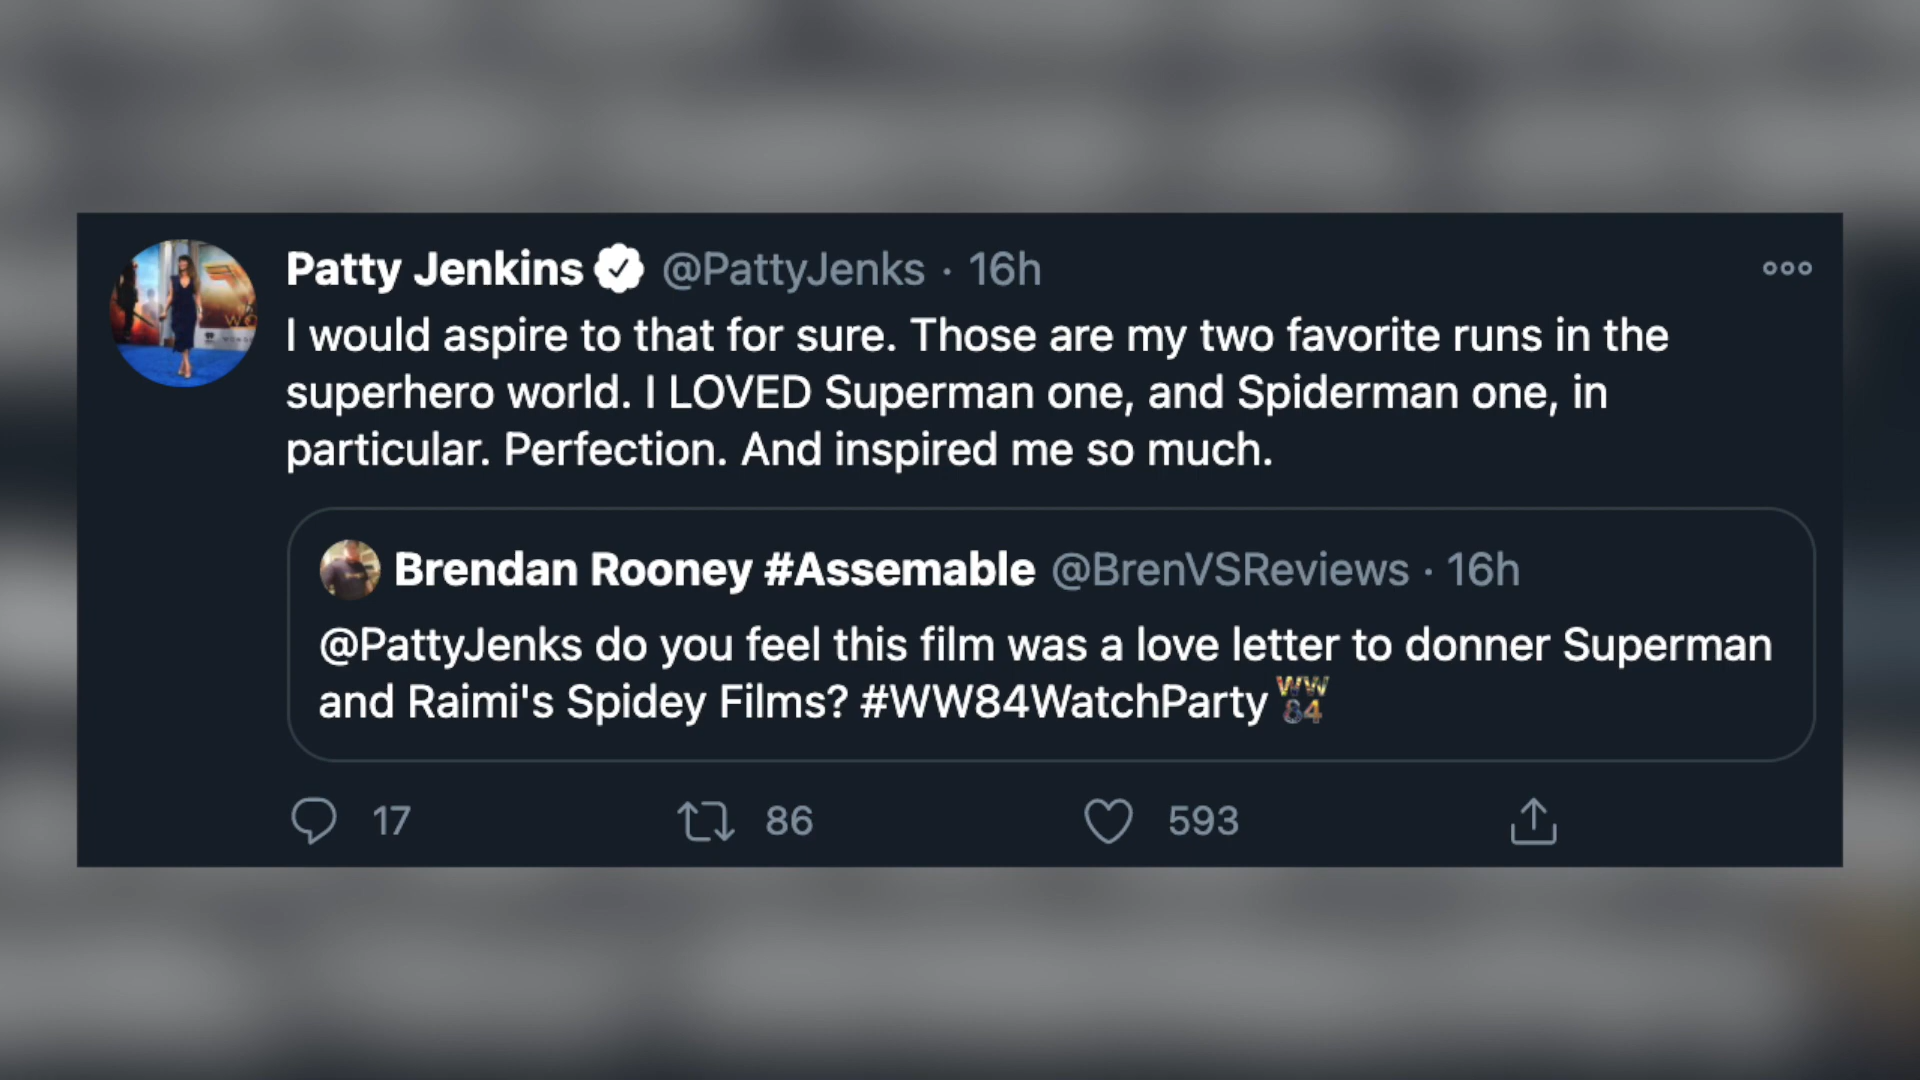 Patty Jenkins @PattyJenks · 16h
I would aspire to that for sure. Those are my two favorite runs in the
superhero world. I LOVED Superman one, and Spiderman one, in
particular. Perfection. And inspired me so much.
Brendan Rooney #Assemable @BrenVSReviews · 16h
@PattyJenks do you feel this film was a love letter to donner Superman
and Raimi's Spidey Films? #WW84WatchParty WW
84
17 86 593